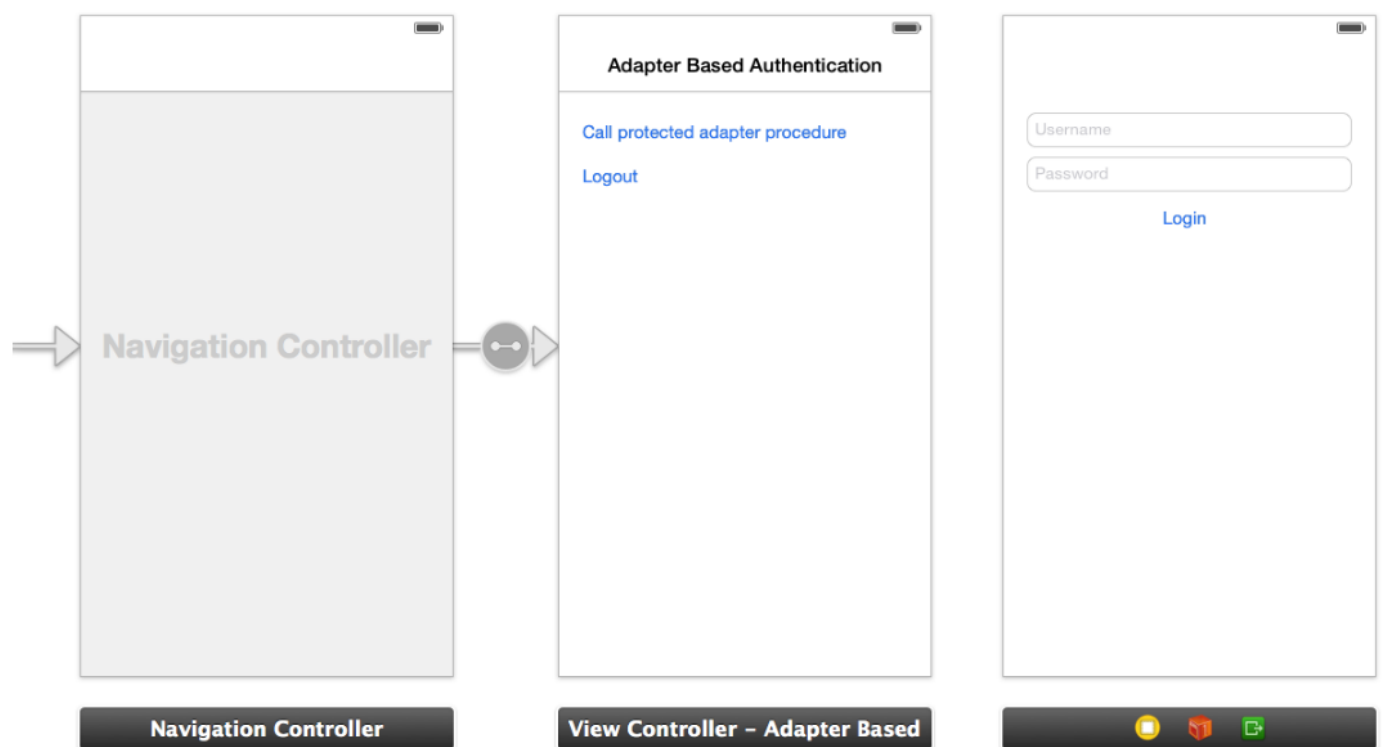 Adapter Based Authentication
Call protected adapter procedure
Logout
Username
Password
Login
Navigation Controller
Navigation Controller
View Controller – Adapter Based